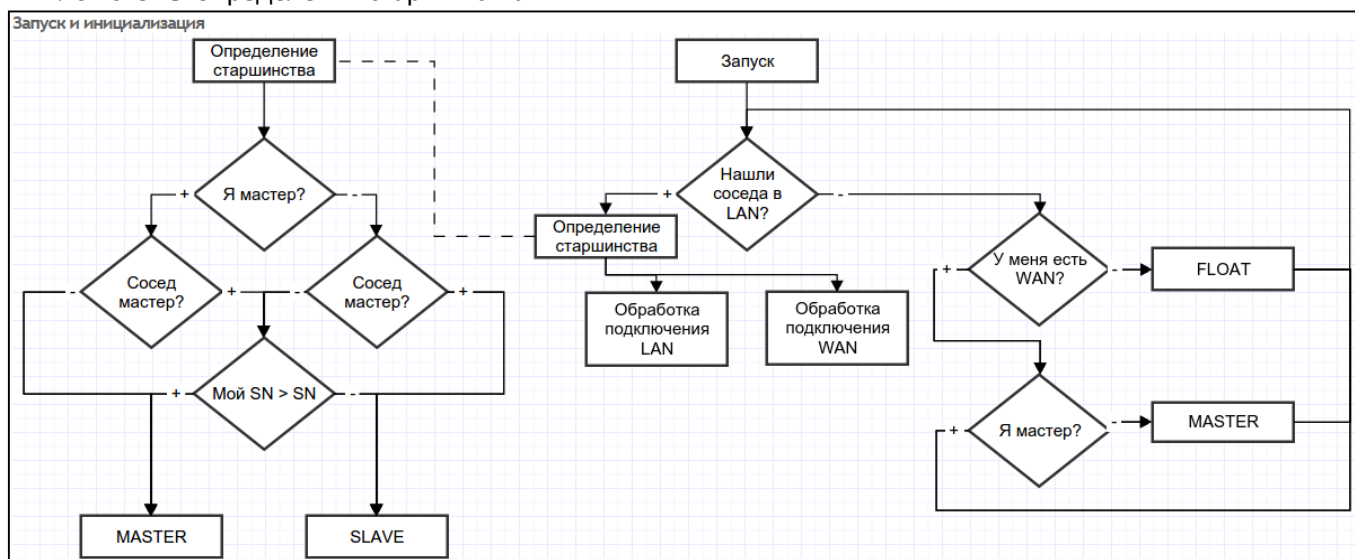 Запуск и инициализация
Определение
старшинства
Запуск
Я мастер?
+
-
Нашли
соседа в
LAN?
+
-
Определение
старшинства
Сосед
мастер?
-
+
Сосед
мастер?
-
+
У меня есть
WAN?
+
-
FLOAT
Обработка
подключения
LAN
Обработка
подключения
WAN
Мой SN > SN
+
-
Я мастер?
+
-
MASTER
MASTER
SLAVE